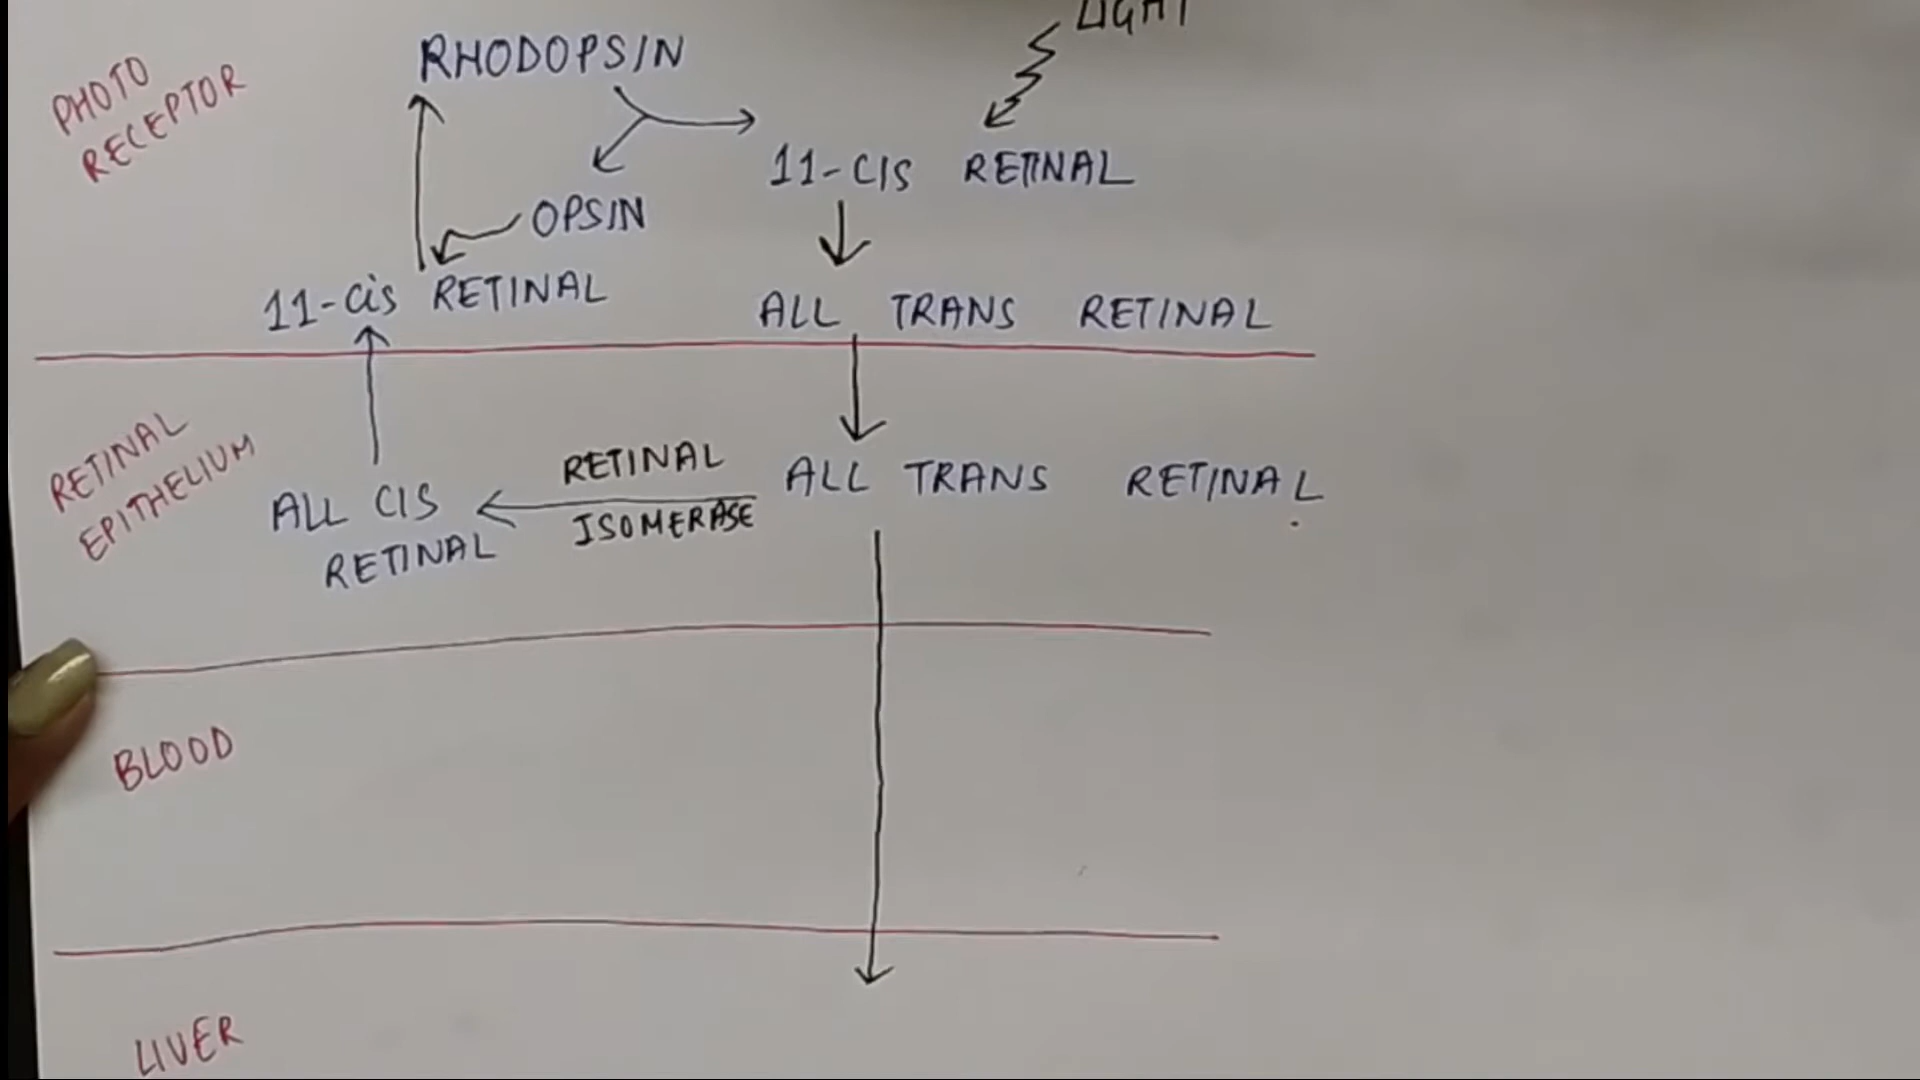 LIGHT
RHODOPSIN
PHOTO
RECEPTOR
11-CIS RETINAL
OPSIN
11-Cis RETINAL
ALL TRANS RETINAL
RETINAL
EPITHELIUM
RETINAL
ISOMERASE
ALL TRANS RETINAL
ALL CIS
RETINAL
BLOOD
LIVER